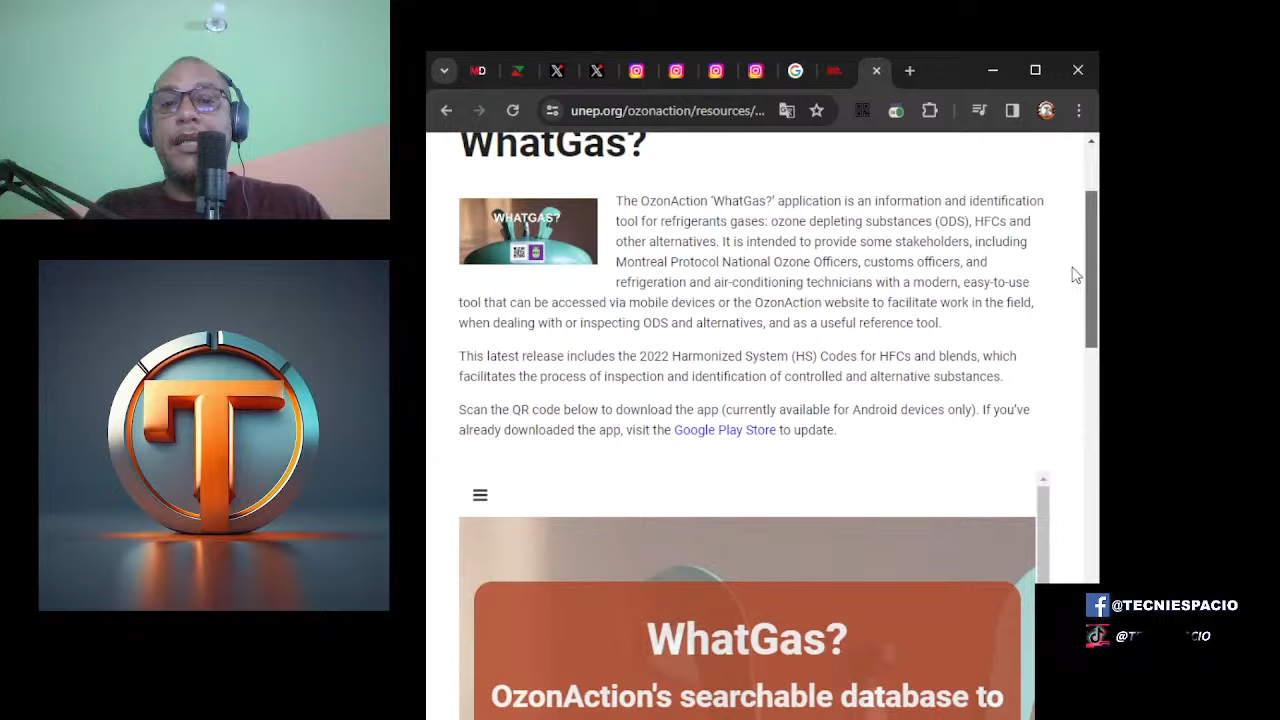 MD
unep.org/ozonaction/resources/...
WhatGas?
WHATGAS?
The OzonAction 'WhatGas?' application is an information and identification
tool for refrigerants gases: ozone depleting substances (ODS), HFCs and
other alternatives. It is intended to provide some stakeholders, including
Montreal Protocol National Ozone Officers, customs officers, and
refrigeration and air-conditioning technicians with a modern, easy-to-use
tool that can be accessed via mobile devices or the OzonAction website to facilitate work in the field,
when dealing with or inspecting ODS and alternatives, and as a useful reference tool.
This latest release includes the 2022 Harmonized System (HS) Codes for HFCs and blends, which
facilitates the process of inspection and identification of controlled and alternative substances.
Scan the QR code below to download the app (currently available for Android devices only). If you've
already downloaded the app, visit the Google Play Store to update.
WhatGas?
OzonAction's searchable database to
T
@TECNIESPACIO